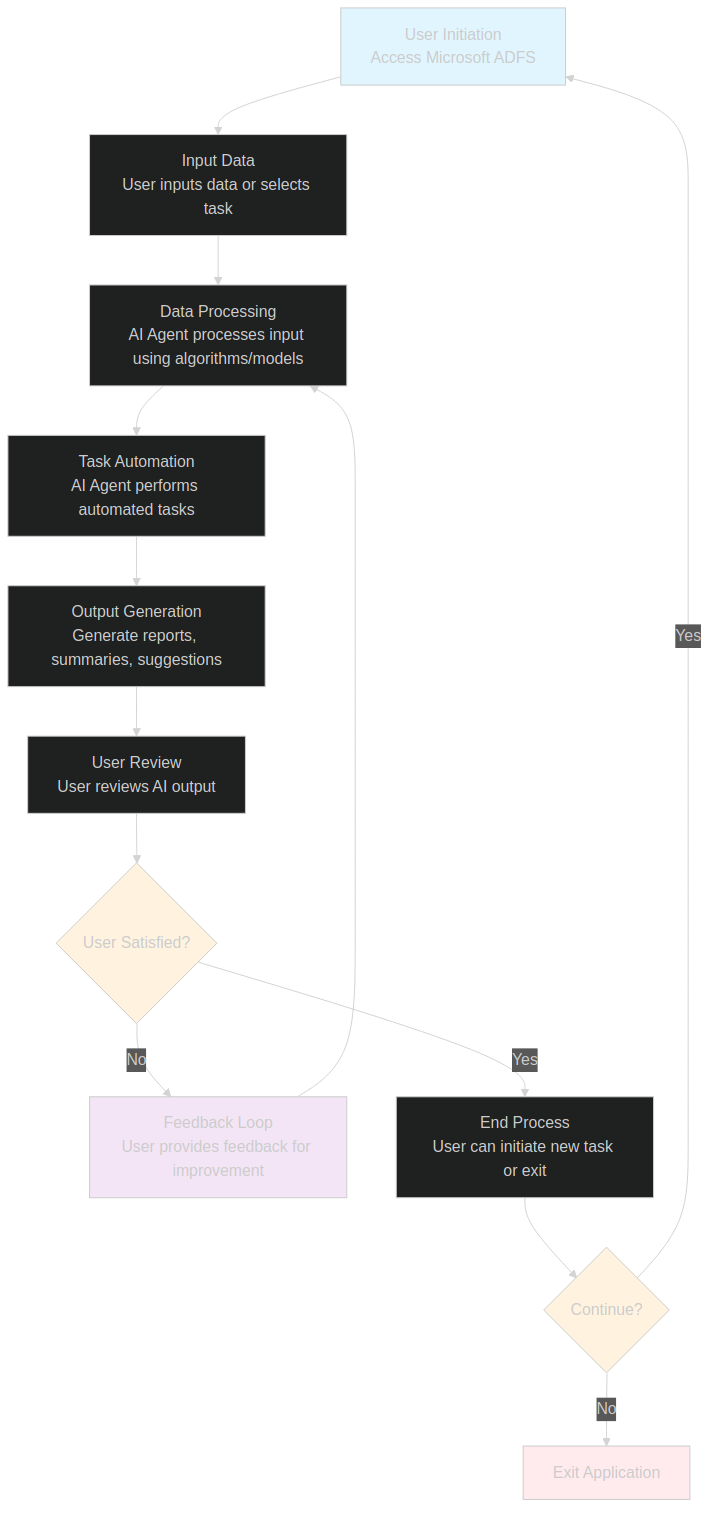 User Initiation
Access Microsoft ADFS
Input Data
User inputs data or selects
task
Data Processing
AI Agent processes input
using algorithms/models
Task Automation
AI Agent performs
automated tasks
Output Generation
Generate reports,
summaries, suggestions
Yes
User Review
User reviews AI output
User Satisfied?
No
Yes
Feedback Loop
User provides feedback for
improvement
End Process
User can initiate new task
or exit
Continue?
No
Exit Application